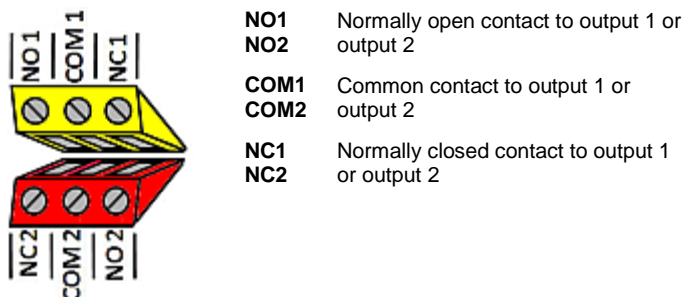 NO1 COM1 NC1
NC2 COM2 NO2
NO1 Normally open contact to output 1 or
NO2 output 2
COM1 Common contact to output 1 or
COM2 output 2
NC1 Normally closed contact to output 1
NC2 or output 2